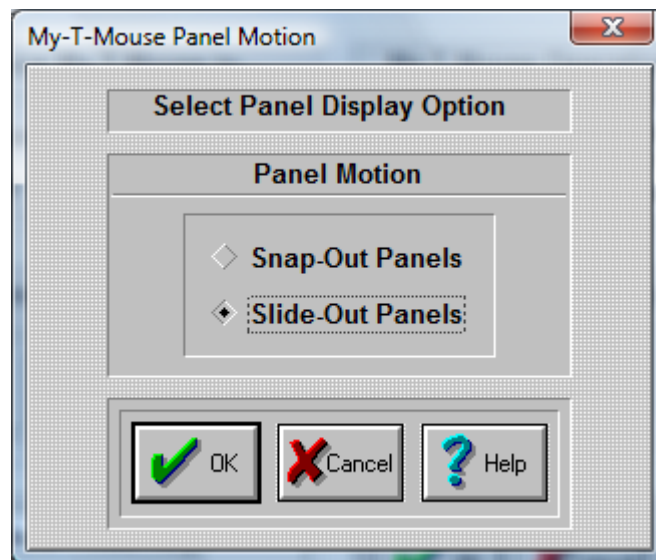 My-T-Mouse Panel Motion
Select Panel Display Option
Panel Motion
Snap-Out Panels
Slide-Out Panels
OK
Cancel
Help